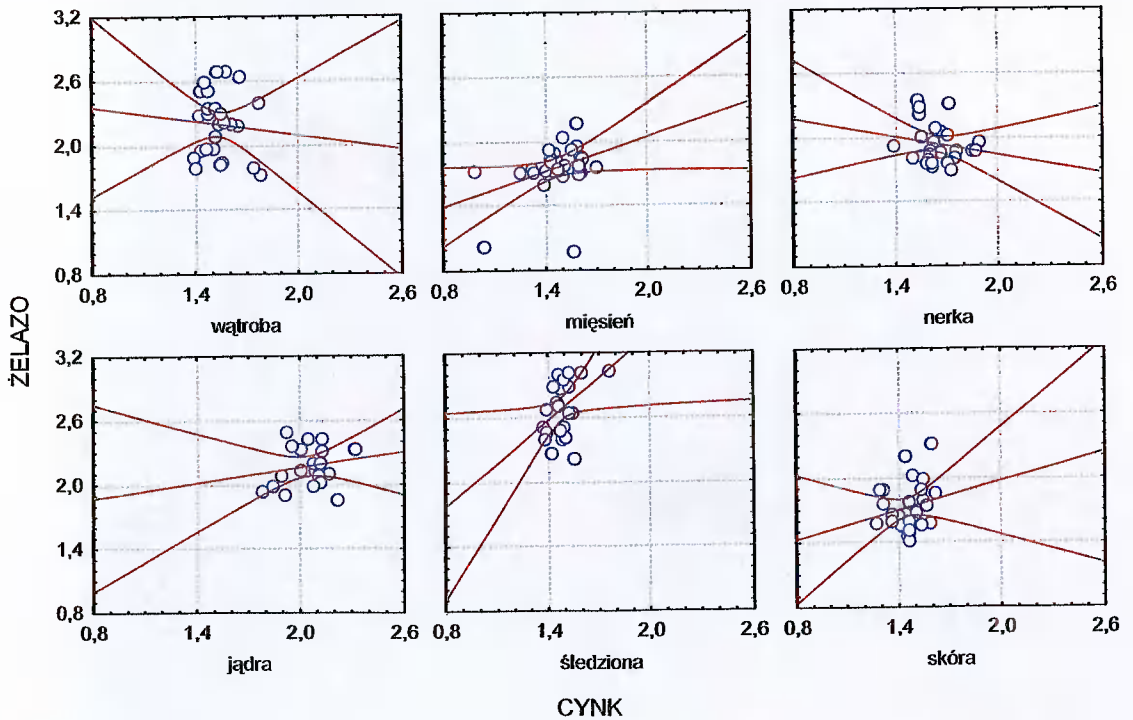 3,2
2,6
2,0
1,4
0,8
0,8 1,4 2,0 2,6
0,8 1,4 2,0 2,6
0,8 1,4 2,0 2,6
wątroba
mięsień
nerka
ŻELAZO
3,2
2,6
2,0
1,4
0,8
0,8 1,4 2,0 2,6
0,8 1,4 2,0 2,6
0,8 1,4 2,0 2,6
jądra
śledziona
skóra
CYNK